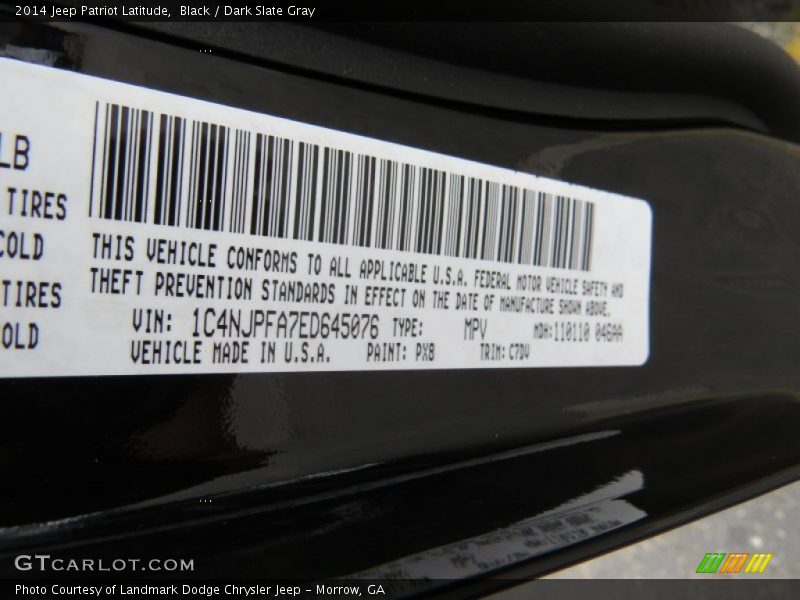 2014 Jeep Patriot Latitude, Black / Dark Slate Gray
LB
TIRES
COLD
THIS VEHICLE CONFORMS TO ALL APPLICABLE U.S.A. FEDERAL MOTOR VEHICLE SAFETY AND
THEFT PREVENTION STANDARDS IN EFFECT ON THE DATE OF MANUFACTURE SHOWN ABOVE.
TIRES
VIN: 1C4NJPFA7ED645076 TYPE: MPV MDH: 110110 046AA
OLD
VEHICLE MADE IN U.S.A. PAINT: PX8 TRIM: C7DV
GTCARLOT.COM
Photo Courtesy of Landmark Dodge Chrysler Jeep – Morrow, GA